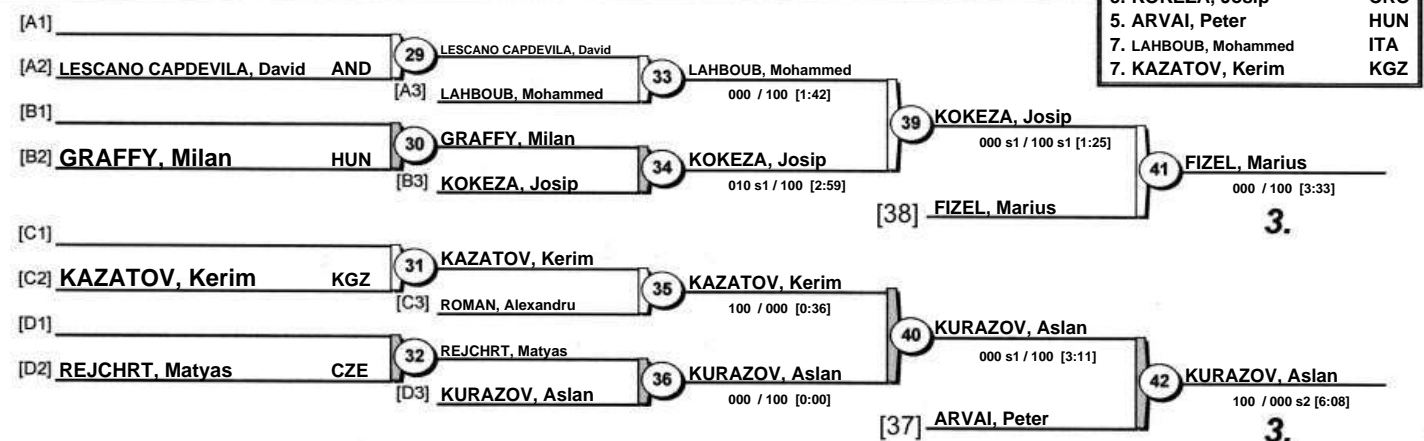 5. ARVAI, Peter HUN
7. LAHBOUB, Mohammed ITA
7. KAZATOV, Kerim KGZ
[A1]
[A2] LESCANO CAPDEVILA, David AND
29
LESCANO CAPDEVILA, David
[A3] LAHBOUB, Mohammed
33
LAHBOUB, Mohammed
000 / 100 [1:42]
[B1]
[B2] GRAFFY, Milan HUN
30
GRAFFY, Milan
[B3] KOKEZA, Josip
34
KOKEZA, Josip
010 s1 / 100 [2:59]
39
KOKEZA, Josip
000 s1 / 100 s1 [1:25]
[38] FIZEL, Marius
41
FIZEL, Marius
000 / 100 [3:33]
3.
[C1]
[C2] KAZATOV, Kerim KGZ
31
KAZATOV, Kerim
[C3] ROMAN, Alexandru
35
KAZATOV, Kerim
100 / 000 [0:36]
[D1]
[D2] REJCHRT, Matyas CZE
32
REJCHRT, Matyas
[D3] KURAZOV, Aslan
36
KURAZOV, Aslan
000 / 100 [0:00]
40
KURAZOV, Aslan
000 s1 / 100 [3:11]
[37] ARVAI, Peter
42
KURAZOV, Aslan
100 / 000 s2 [6:08]
3.